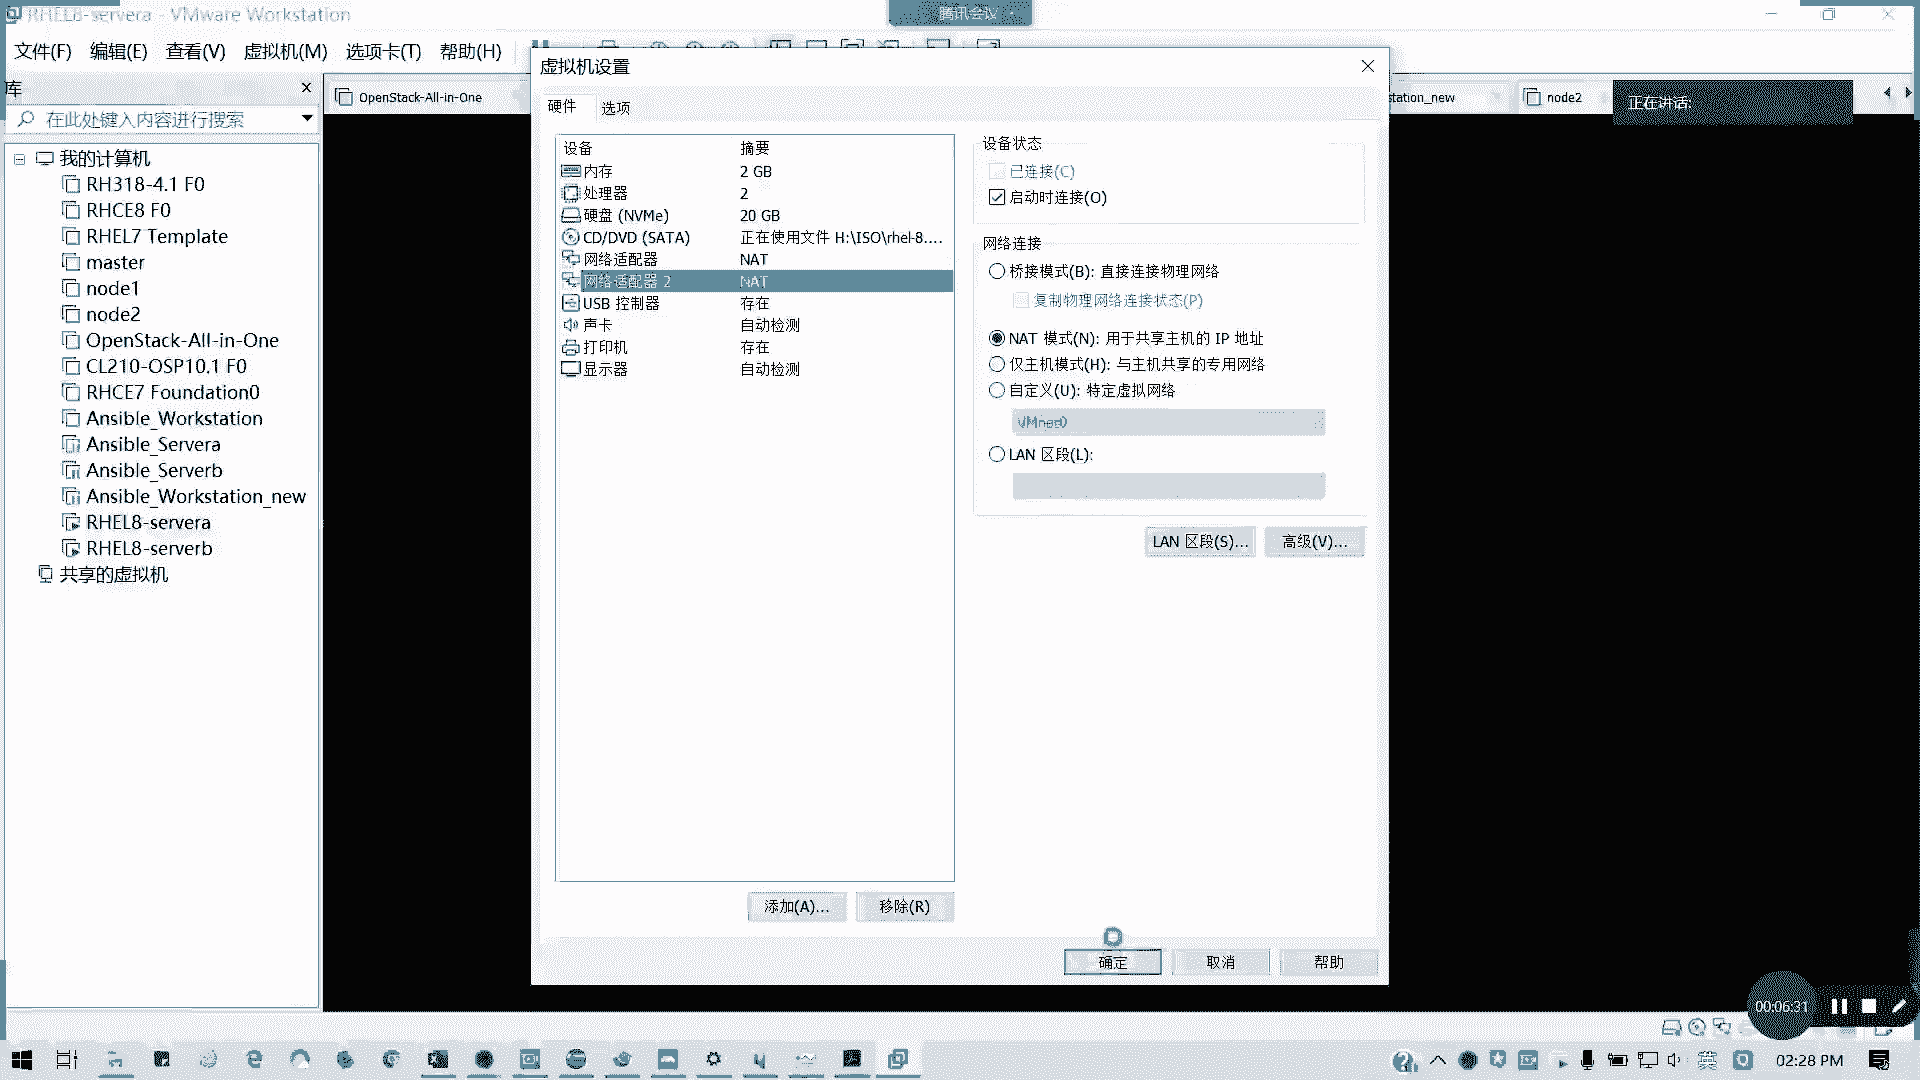 RHEL8-servera - VMware Workstation
腾讯会议
文件(F) 编辑(E) 查看(V) 虚拟机(M) 选项卡(T) 帮助(H)
库
在此处键入内容进行搜索
我的计算机
RH318-4.1 F0
RHCE8 F0
RHEL7 Template
master
node1
node2
OpenStack-All-in-One
CL210-OSP10.1 F0
RHCE7 Foundation0
Ansible_Workstation
Ansible_Servera
Ansible_Serverb
Ansible_Workstation_new
RHEL8-servera
RHEL8-serverb
共享的虚拟机
OpenStack-All-in-One
station_new
node2
正在讲话:
虚拟机设置
硬件 选项
设备 摘要
内存 2 GB
处理器 2
硬盘 (NVMe) 20 GB
CD/DVD (SATA) 正在使用文件 H:\ISO\rhel-8....
网络适配器 NAT
网络适配器 2 NAT
USB 控制器 存在
声卡 自动检测
打印机 存在
显示器 自动检测
添加(A)... 移除(R)
设备状态
已连接(C)
启动时连接(O)
网络连接
桥接模式(B): 直接连接物理网络
复制物理网络连接状态(P)
NAT 模式(N): 用于共享主机的 IP 地址
仅主机模式(H): 与主机共享的专用网络
自定义(U): 特定虚拟网络
VMnet0
LAN 区段(L):
LAN 区段(S)... 高级(V)...
确定 取消 帮助
00:06:31
英
02:28 PM